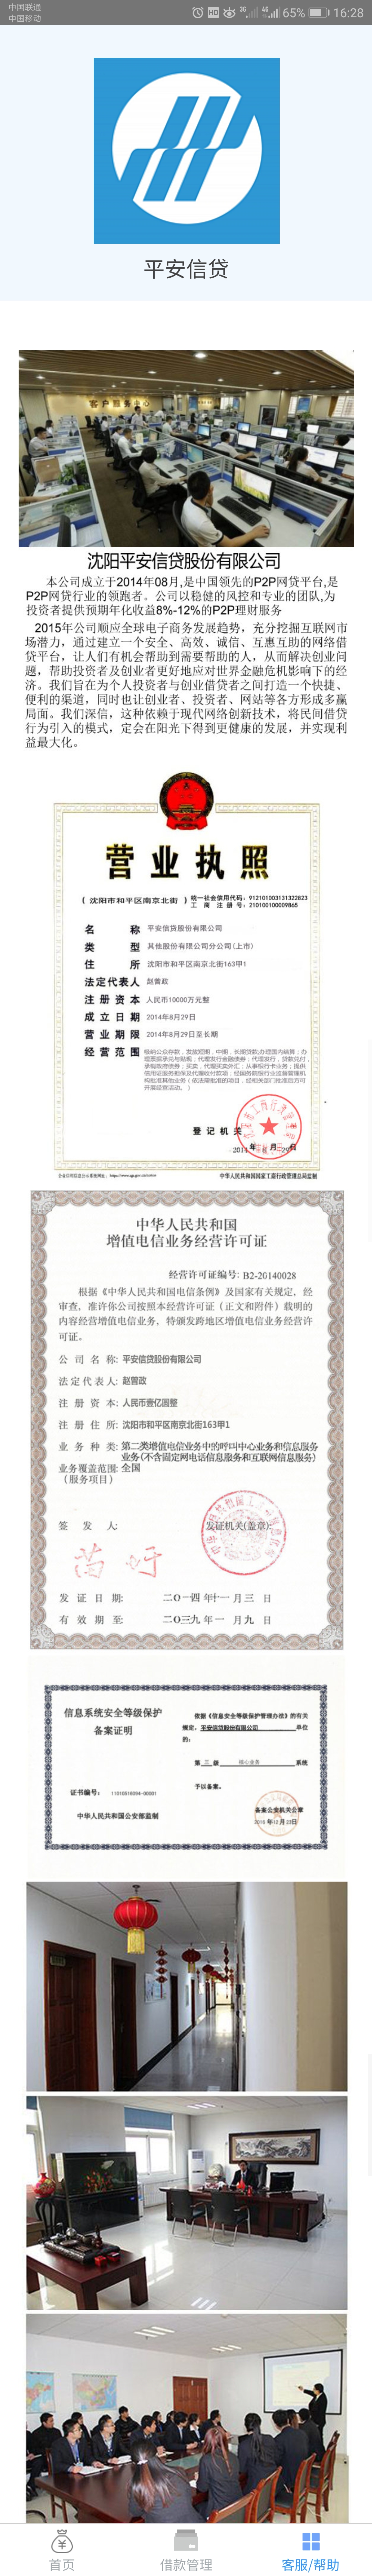 中国联通
中国移动
HD 3G 4G 65% 16:28
平安信贷
客户服务中心
沈阳平安信贷股份有限公司
本公司成立于2014年08月,是中国领先的P2P网贷平台,是
P2P网贷行业的领跑者。公司以稳健的风控和专业的团队,为
投资者提供预期年化收益8%-12%的P2P理财服务
2015年公司顺应全球电子商务发展趋势，充分挖掘互联网市
场潜力，通过建立一个安全、高效、诚信、互惠互助的网络借
贷平台，让人们有机会帮助到需要帮助的人，从而解决创业问
题，帮助投资者及创业者更好地应对世界金融危机影响下的经
济。我们旨在为个人投资者与创业借贷者之间打造一个快捷、
便利的渠道，同时也让创业者、投资者、网站等各方形成多赢
局面。我们深信，这种依赖于现代网络创新技术，将民间借贷
行为引入的模式，定会在阳光下得到更健康的发展，并实现利
益最大化。
营业执照
（沈阳市和平区南京北街）
统一社会信用代码：912101003131322823
工 商 注 册 号：210100100009865
名称 平安信贷股份有限公司
类型 其他股份有限公司分公司(上市)
住所 沈阳市和平区南京北街163甲1
法定代表人 赵曾政
注册资本 人民币10000万元整
成立日期 2014年8月29日
营业期限 2014年8月29日至长期
经营范围 吸纳公众存款，发放短期，中期，长期贷款;办理国内结算；办
登记机关
中华人民共和国国家工商行政管理总局监制
中华人民共和国
增值电信业务经营许可证
经营许可证编号: B2-20140028
根据《中华人民共和国电信条例》及国家有关规定，经
审查，准许你公司按照本经营许可证（正文和附件）载明的
内容经营增值电信业务，特颁发跨地区增值电信业务经营许
可证。
公司名称: 平安信贷股份有限公司
法定代表人: 赵曾政
注册资本: 人民币壹亿圆整
注册住所: 沈阳市和平区南京北街163甲1
业务种类: 第二类增值电信业务中的呼叫中心业务和信息服务
业务(不含固定网电话信息服务和互联网信息服务)
业务覆盖范围: 全国
（服务项目）
签发人: 发证机关(盖章):
发证日期: 二〇一四年十一月三日
有效期至: 二〇三九年一月九日
信息系统安全等级保护
备案证明
证书编号：
中华人民共和国公安部监制
依据《信息安全等级保护管理办法》的有关
规定，平安信贷股份有限公司 单位
的：
第 三 级 核心业务 系统
予以备案。
备案公安机关公章
首页
借款管理
客服/帮助